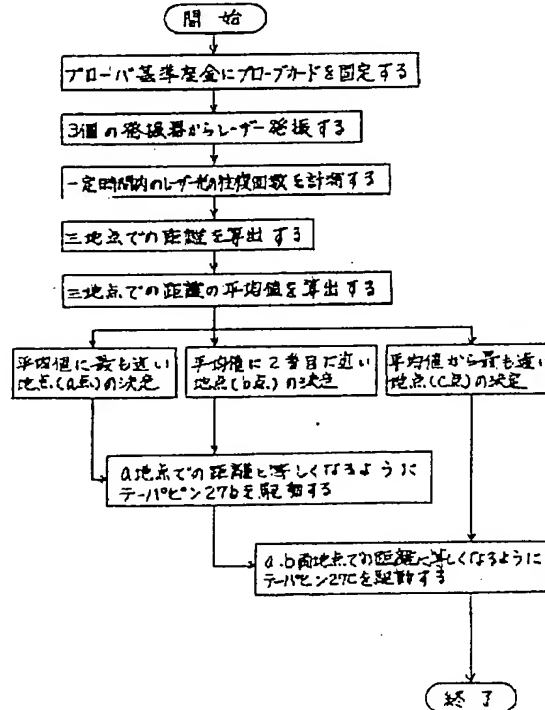 開始
プローバ基準座金にプローブカードを固定する
3個の発振器からレーザー発振する
一定時間内のレーザー光の往復回数を計測する
三地点での距離を算出する
三地点での距離の平均値を算出する
平均値に最も近い
地点(a点)の決定
平均値に2番目に近い
地点(b点)の決定
平均値から最も遠い
地点(c点)の決定
a地点での距離と等しくなるように
テーパピン27bを駆動する
a.b両地点での距離に等しくなるように
テーパピン27Cを駆動する
終了